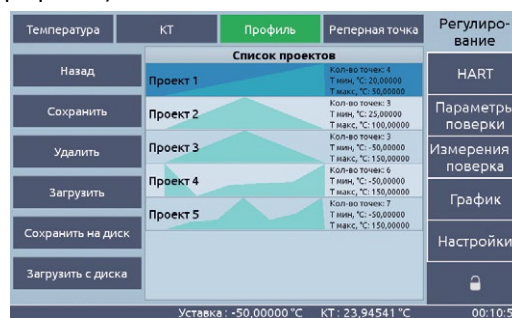 Температура КТ Профиль Реперная точка Регулиро-
вание
Список проектов
Назад
Сохранить
Удалить
Загрузить
Сохранить на диск
Загрузить с диска
Проект 1
Кол-во точек: 4
T мин, °C: 20,00000
T макс, °C: 50,00000
Проект 2
Кол-во точек: 3
T мин, °C: 25,00000
T макс, °C: 100,00000
Проект 3
Кол-во точек: 3
T мин, °C: -50,00000
T макс, °C: 150,00000
Проект 4
Кол-во точек: 6
T мин, °C: -50,00000
T макс, °C: 150,00000
Проект 5
Кол-во точек: 7
T мин, °C: -50,00000
T макс, °C: 150,00000
HART
Параметры
поверки
Измерения
поверка
График
Настройки
Уставка : -50,00000 °C КТ : 23,94541 °C 00:10:5